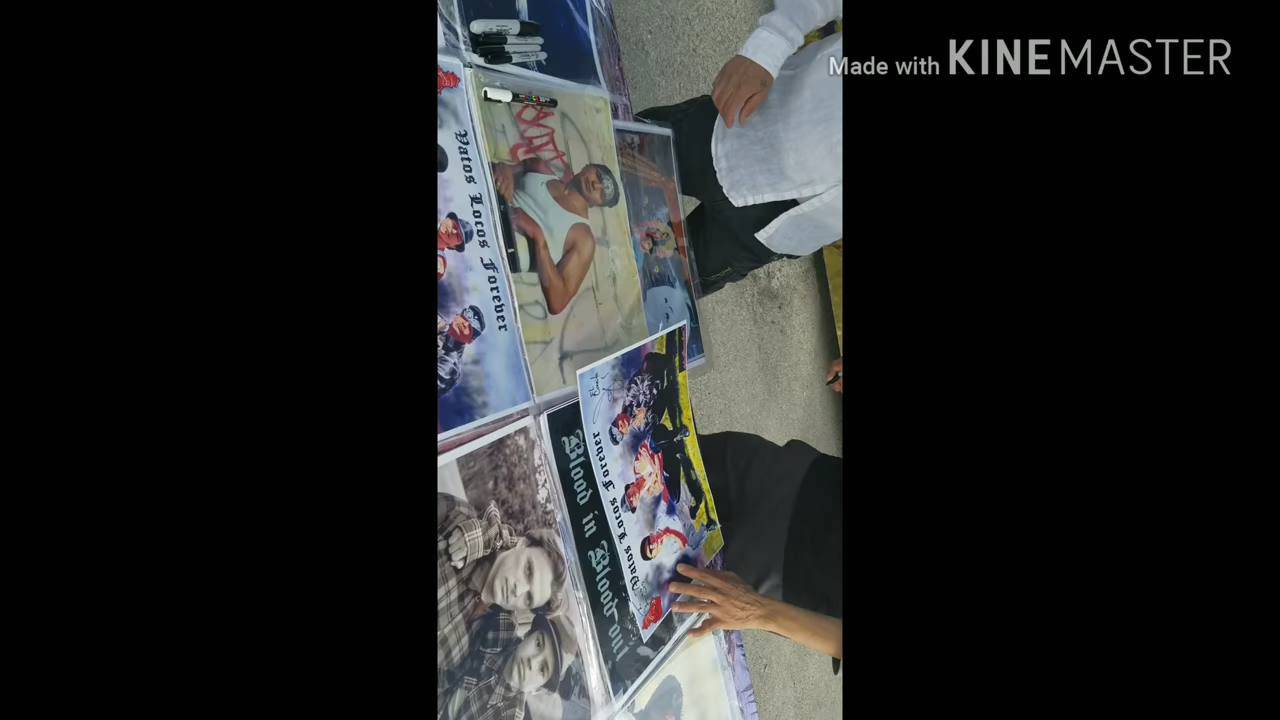 Made with KINEMASTER
Vatos Locos Forever
Vatos Locos Forever
Blood in Blood out